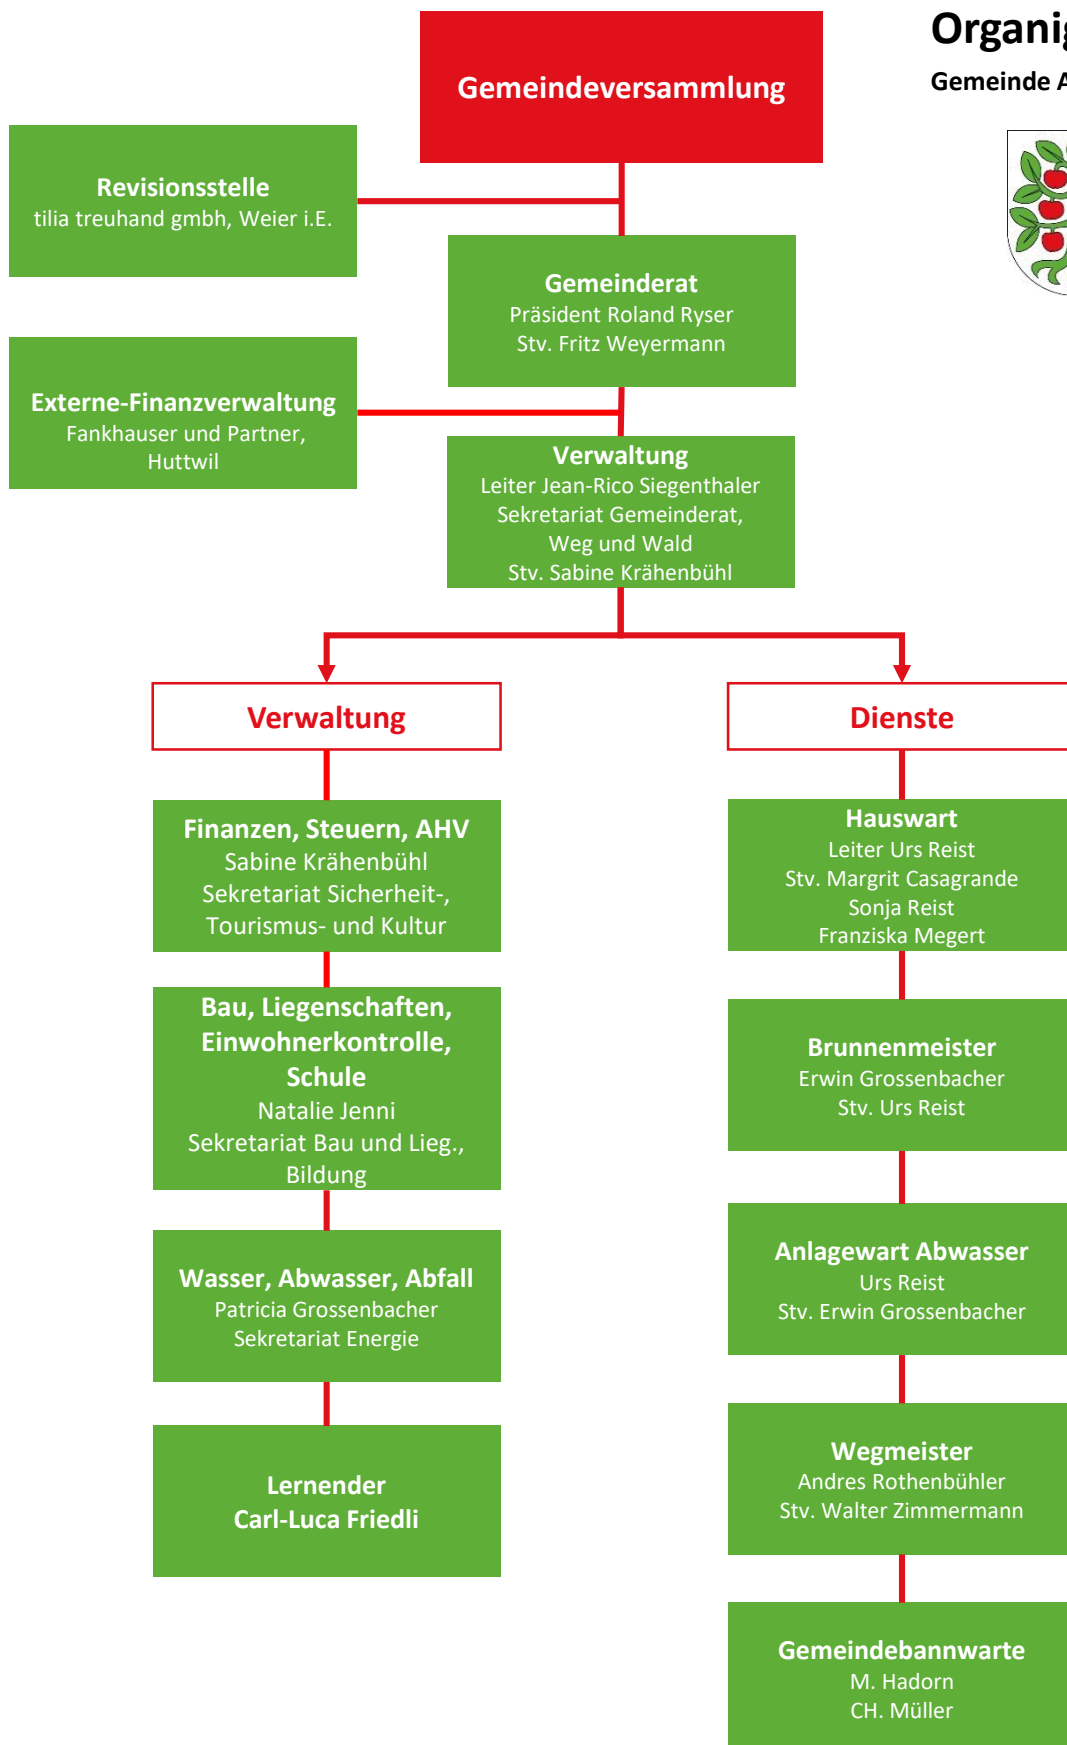 Gemeindeversammlung
Gemeinde
Revisionsstelle
tilia treuhand gmbh, Weier i.E.
Gemeinderat
Präsident Roland Ryser
Stv. Fritz Weyermann
Externe-Finanzverwaltung
Fankhauser und Partner,
Huttwil
Verwaltung
Leiter Jean-Rico Siegenthaler
Sekretariat Gemeinderat,
Weg und Wald
Stv. Sabine Krähenbühl
Verwaltung
Finanzen, Steuern, AHV
Sabine Krähenbühl
Sekretariat Sicherheit-,
Tourismus- und Kultur
Bau, Liegenschaften,
Einwohnerkontrolle,
Schule
Natalie Jenni
Sekretariat Bau und Lieg.,
Bildung
Wasser, Abwasser, Abfall
Patricia Grossenbacher
Sekretariat Energie
Lernender
Carl-Luca Friedli
Dienste
Hauswart
Leiter Urs Reist
Stv. Margrit Casagrande
Sonja Reist
Franziska Megert
Brunnenmeister
Erwin Grossenbacher
Stv. Urs Reist
Anlagewart Abwasser
Urs Reist
Stv. Erwin Grossenbacher
Wegmeister
Andres Rothenbühler
Stv. Walter Zimmermann
Gemeindebannwarte
M. Hadorn
CH. Müller